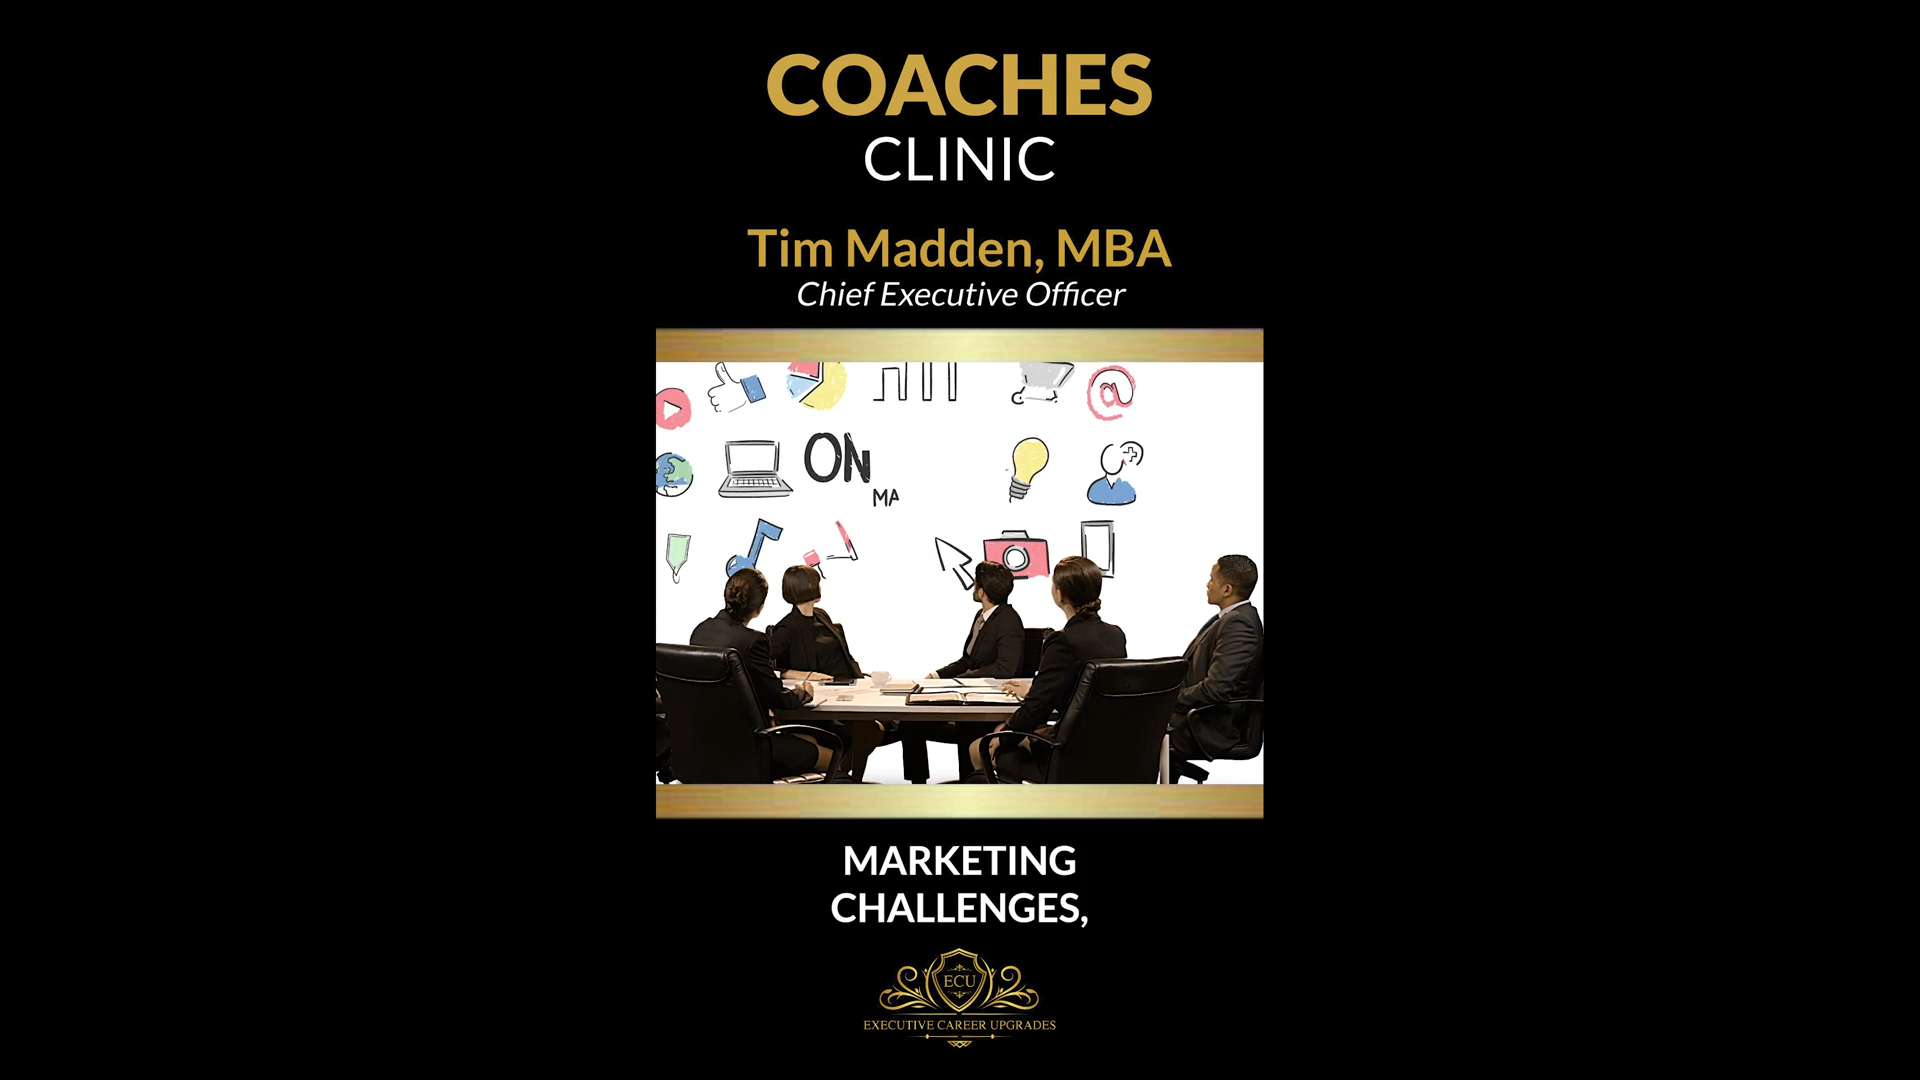 COACHES
CLINIC
Tim Madden, MBA
Chief Executive Officer
@
ON
MA
MARKETING
CHALLENGES,
ECU
EXECUTIVE CAREER UPGRADES